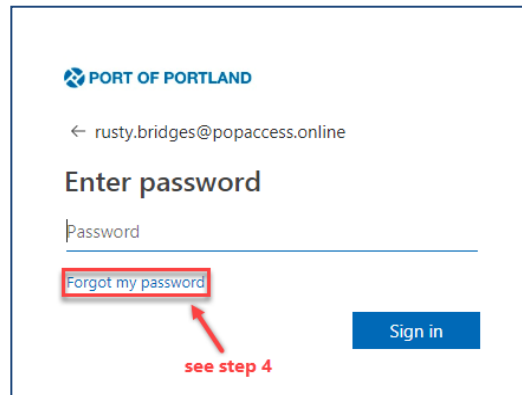 PORT OF PORTLAND
← rusty.bridges@popaccess.online
Enter password
Password
Forgot my password
Sign in
see step 4